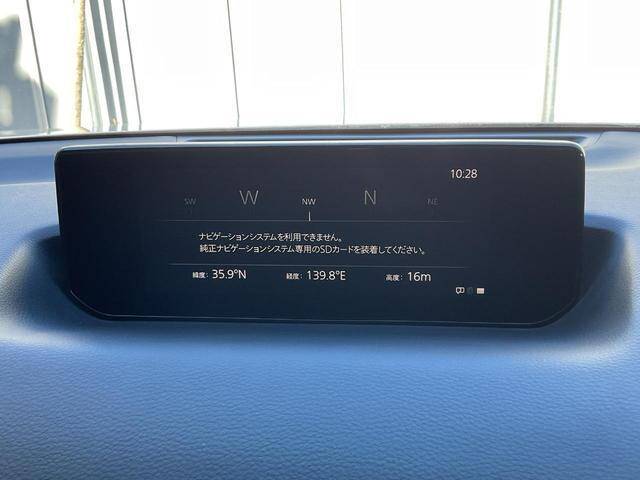 10:28
SW W NW N NE
ナビゲーションシステムを利用できません。
純正ナビゲーションシステム専用のSDカードを装着してください。
緯度: 35.9°N 経度: 139.8°E 高度: 16m